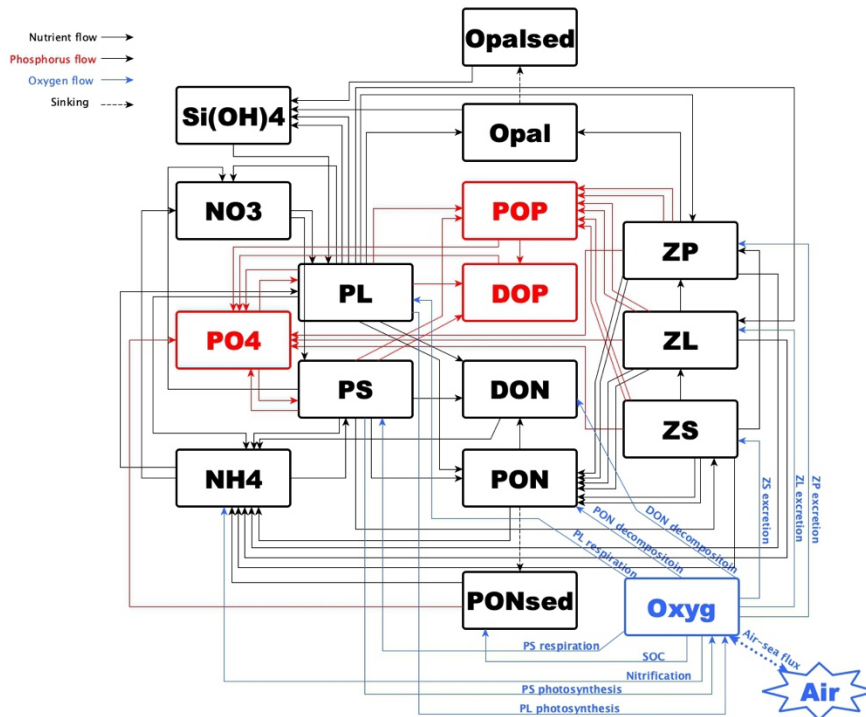 Nutrient flow
Phosphorus flow
Oxygen flow
Sinking
Opalsed
Si(OH)4
Opal
NO3
POP
ZP
PL
DOP
PO4
ZL
PS
DON
ZS
NH4
PON
ZS excretion
ZL excretion
ZP excretion
DON decompositoin
PON decompositoin
PL respiration
PONsed
Oxyg
Air-sea flux
PS respiration
SOC
Nitrification
PS photosynthesis
PL photosynthesis
Air